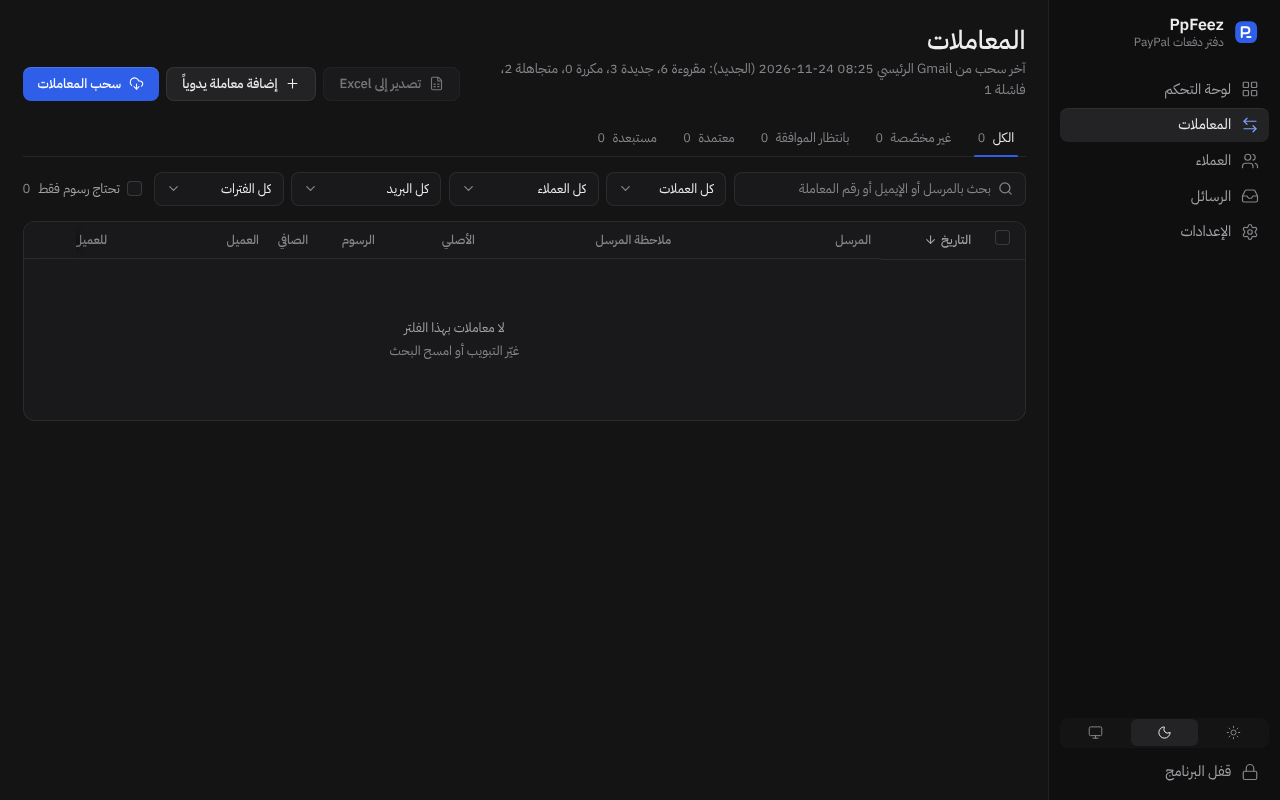 PpFeez
دفتر دفعات PayPal
لوحة التحكم
المعاملات
العملاء
الرسائل
الإعدادات
قفل البرنامج
المعاملات
آخر سحب من Gmail الرئيسي 2026-11-24 08:25 (الجديد): مقروءة 6، جديدة 3، مكررة 0، متجاهلة 2،
فاشلة 1
تصدير إلى Excel
إضافة معاملة يدوياً
سحب المعاملات
الكل 0
غير مخصّصة 0
بانتظار الموافقة 0
معتمدة 0
مستبعدة 0
بحث بالمرسل أو الإيميل أو رقم المعاملة
كل العملات
كل العملاء
كل البريد
كل الفترات
تحتاج رسوم فقط 0
التاريخ ↓ المرسل ملاحظة المرسل الأصلي الرسوم الصافي العميل للعميل
لا معاملات بهذا الفلتر
غيّر التبويب أو امسح البحث